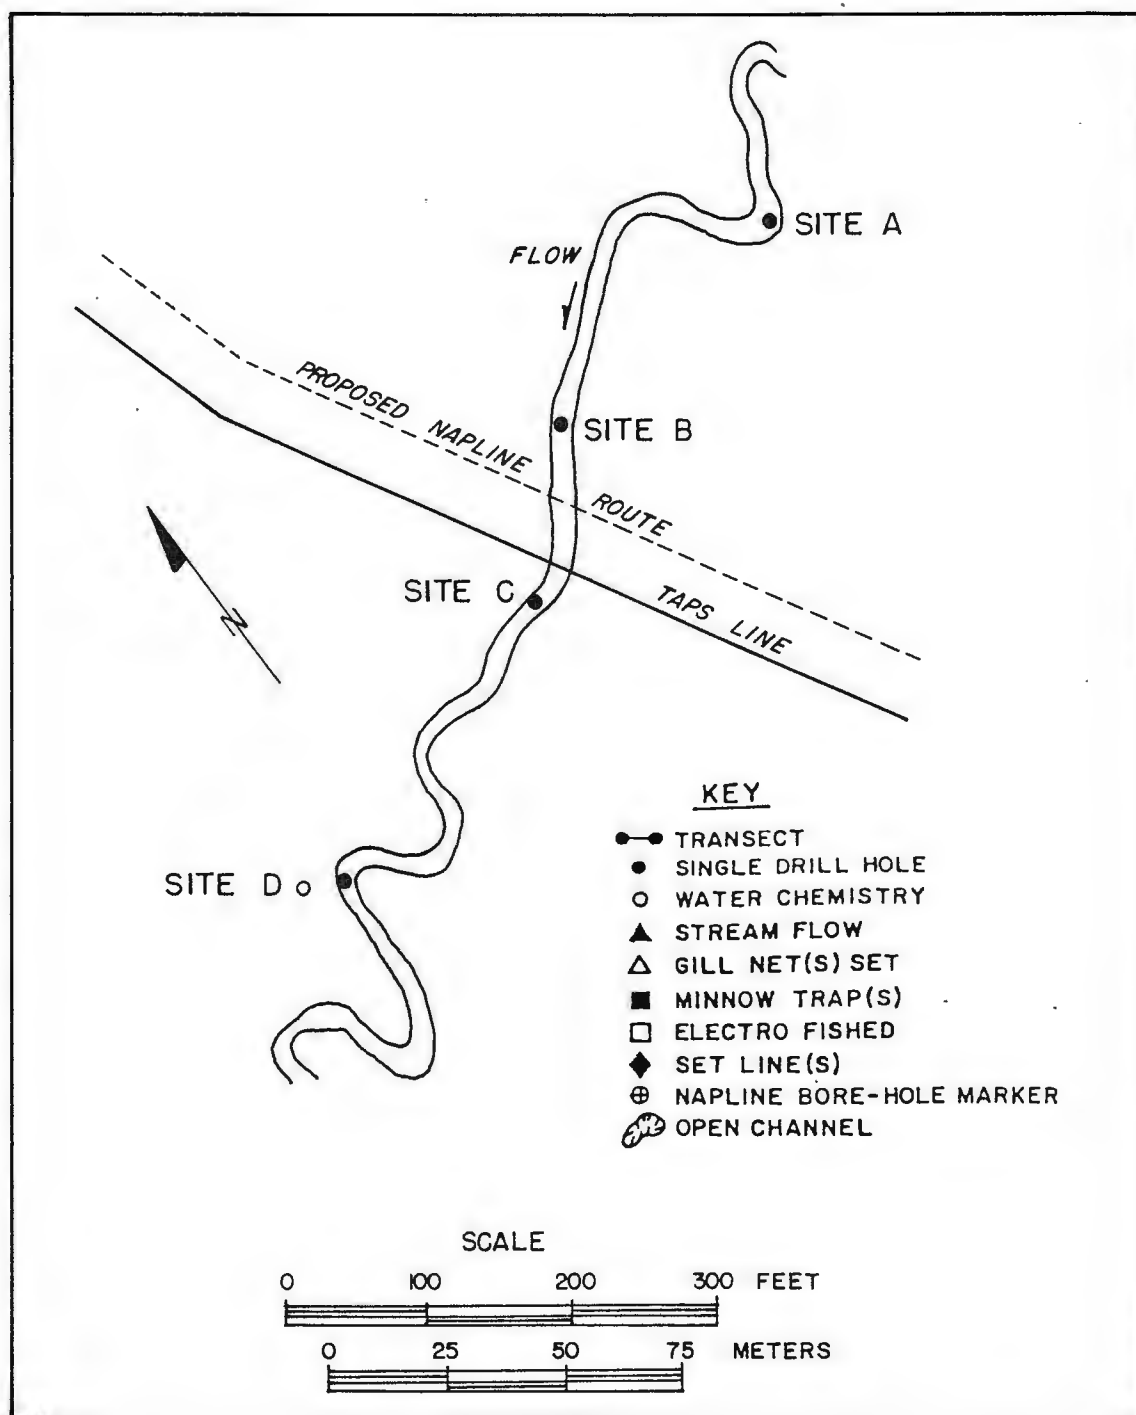 SITE A
FLOW
PROPOSED NAPLINE ROUTE
SITE B
SITE C
TAPS LINE
N
SITE D
KEY
TRANSECT
SINGLE DRILL HOLE
WATER CHEMISTRY
STREAM FLOW
GILL NET(S) SET
MINNOW TRAP(S)
ELECTRO FISHED
SET LINE(S)
NAPLINE BORE-HOLE MARKER
OPEN CHANNEL
SCALE
0 100 200 300 FEET
0 25 50 75 METERS